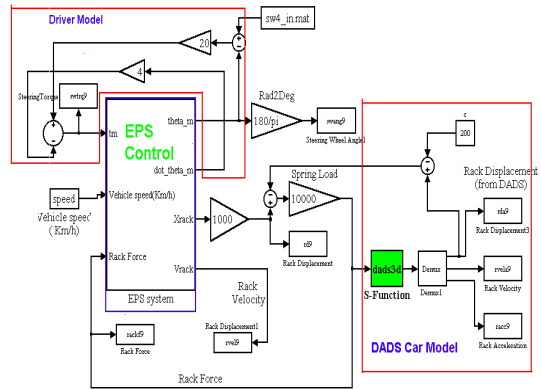 Driver Model
sw4_in.mat
20
4
SteeringTorque
swtrq9
Rad2Deg
180/pi
swang9
Steering Wheel Angle1
tm
EPS
Control
theta_m
dot_theta_m
Vehicle speed(Km/h)
Xrack
Rack Force
Vrack
EPS system
speed
Vehicle speed'
( Km/h)
1000
Spring Load
10000
rd9
Rack Displacement
c
200
Rack Displacement
(from DADS)
rda9
Rack Displacement3
dads3d
S-Function
Demux
Demux1
rvela9
Rack Velocity
racc9
Rack Acceleration
DADS Car Model
Rack
Velocity
Rack Displacement1
rvel9
rackf9
Rack Force
Rack Force